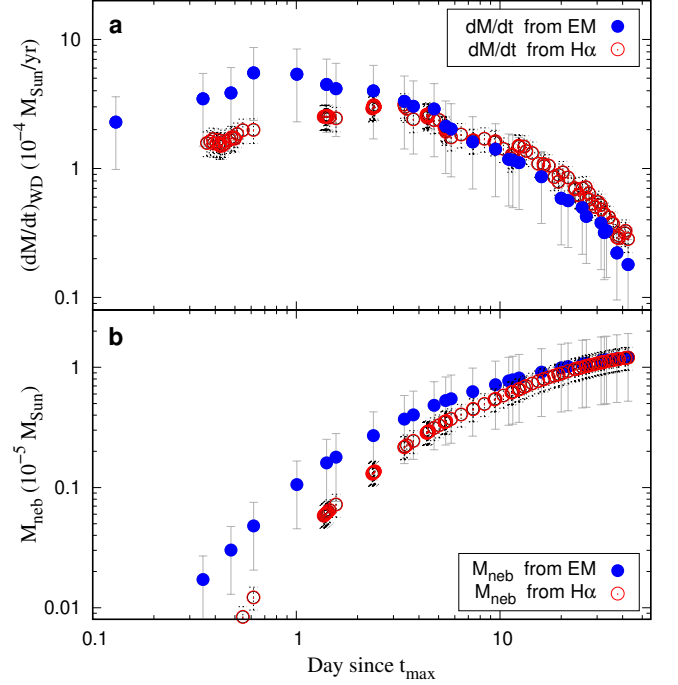 a
dM/dt from EM
dM/dt from Hα
(dM/dt)WD (10⁻⁴ MSun/yr)
10
1
0.1
b
Mneb (10⁻⁵ MSun)
1
0.1
0.01
Mneb from EM
Mneb from Hα
0.1 1 10
Day since tmax